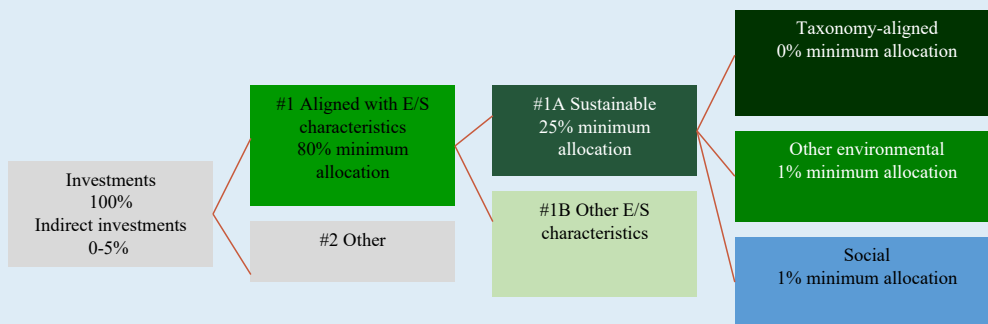 Investments
100%
Indirect investments
0-5%
#1 Aligned with E/S
characteristics
80% minimum
allocation
#2 Other
#1A Sustainable
25% minimum
allocation
#1B Other E/S
characteristics
Taxonomy-aligned
0% minimum allocation
Other environmental
1% minimum allocation
Social
1% minimum allocation